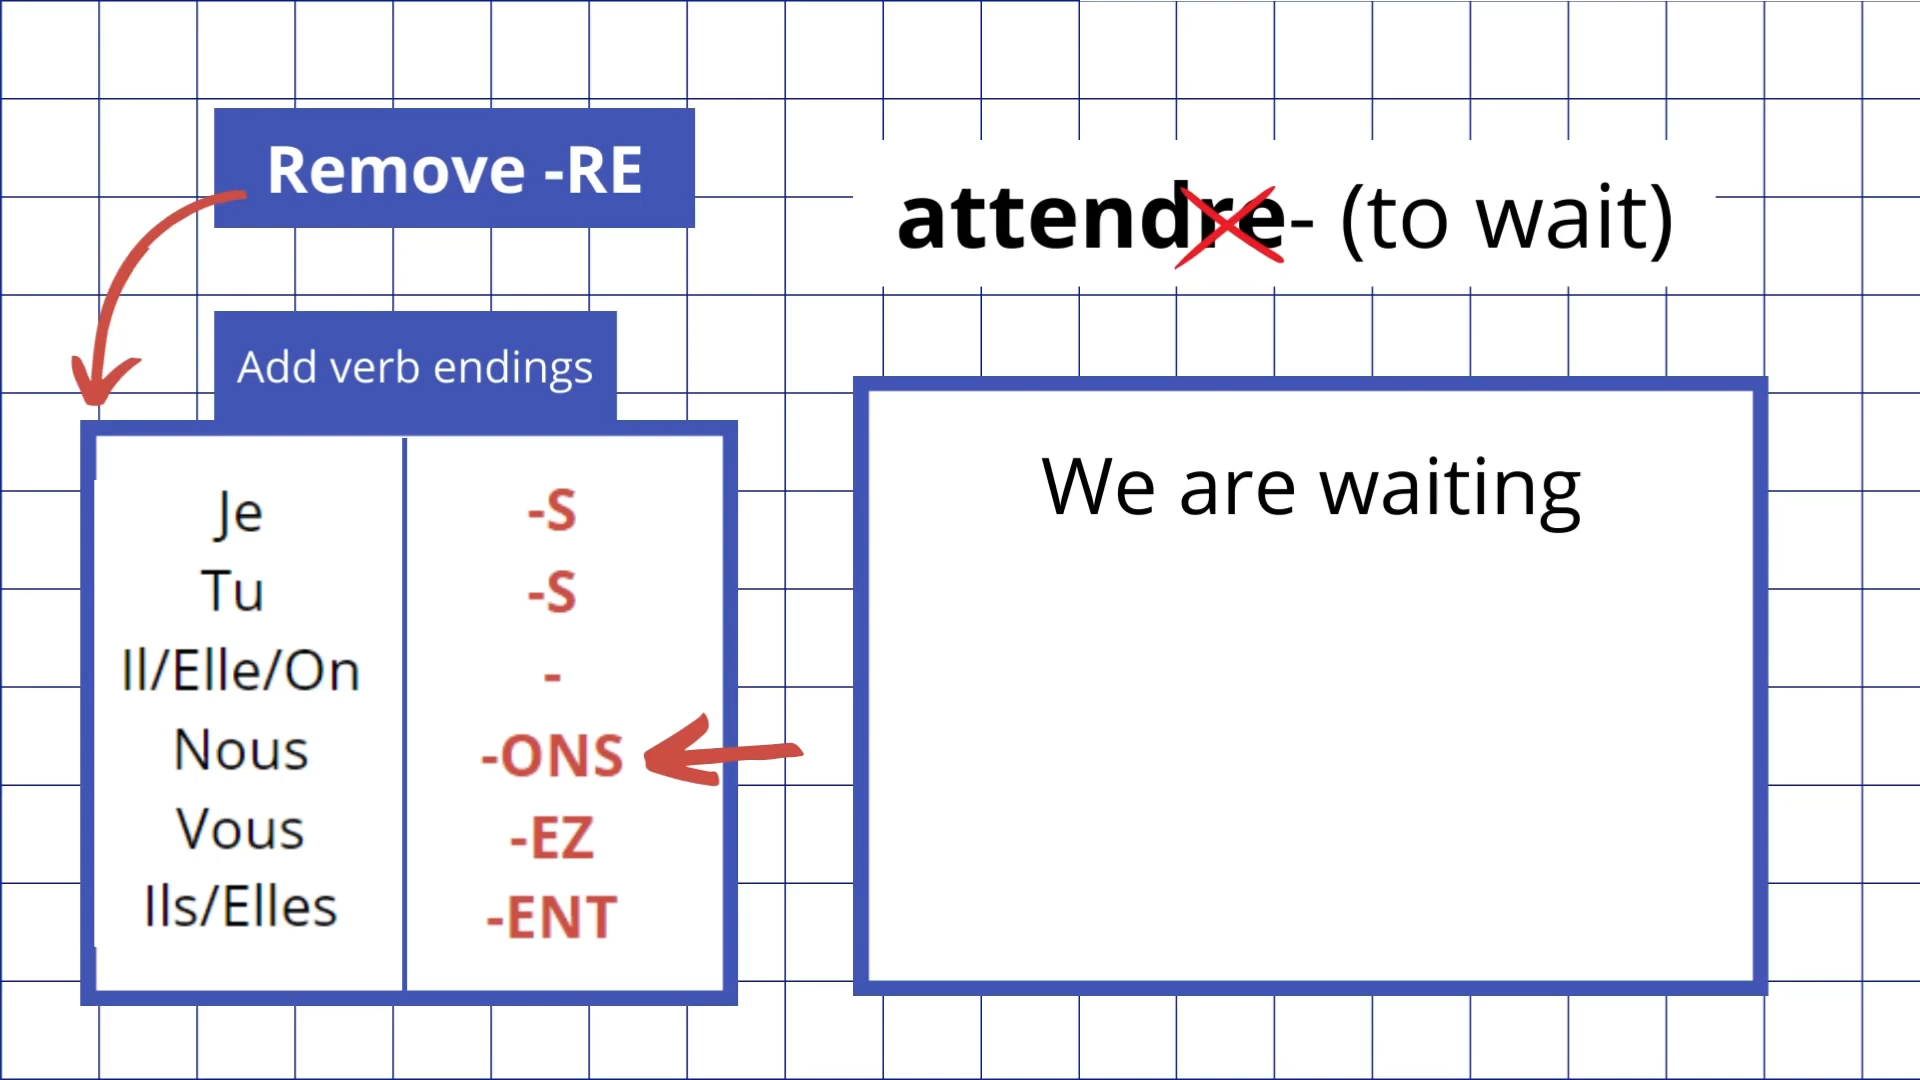 Remove -RE
attendre- (to wait)
Add verb endings
Je -S
Tu -S
Il/Elle/On -
Nous -ONS
Vous -EZ
Ils/Elles -ENT
We are waiting